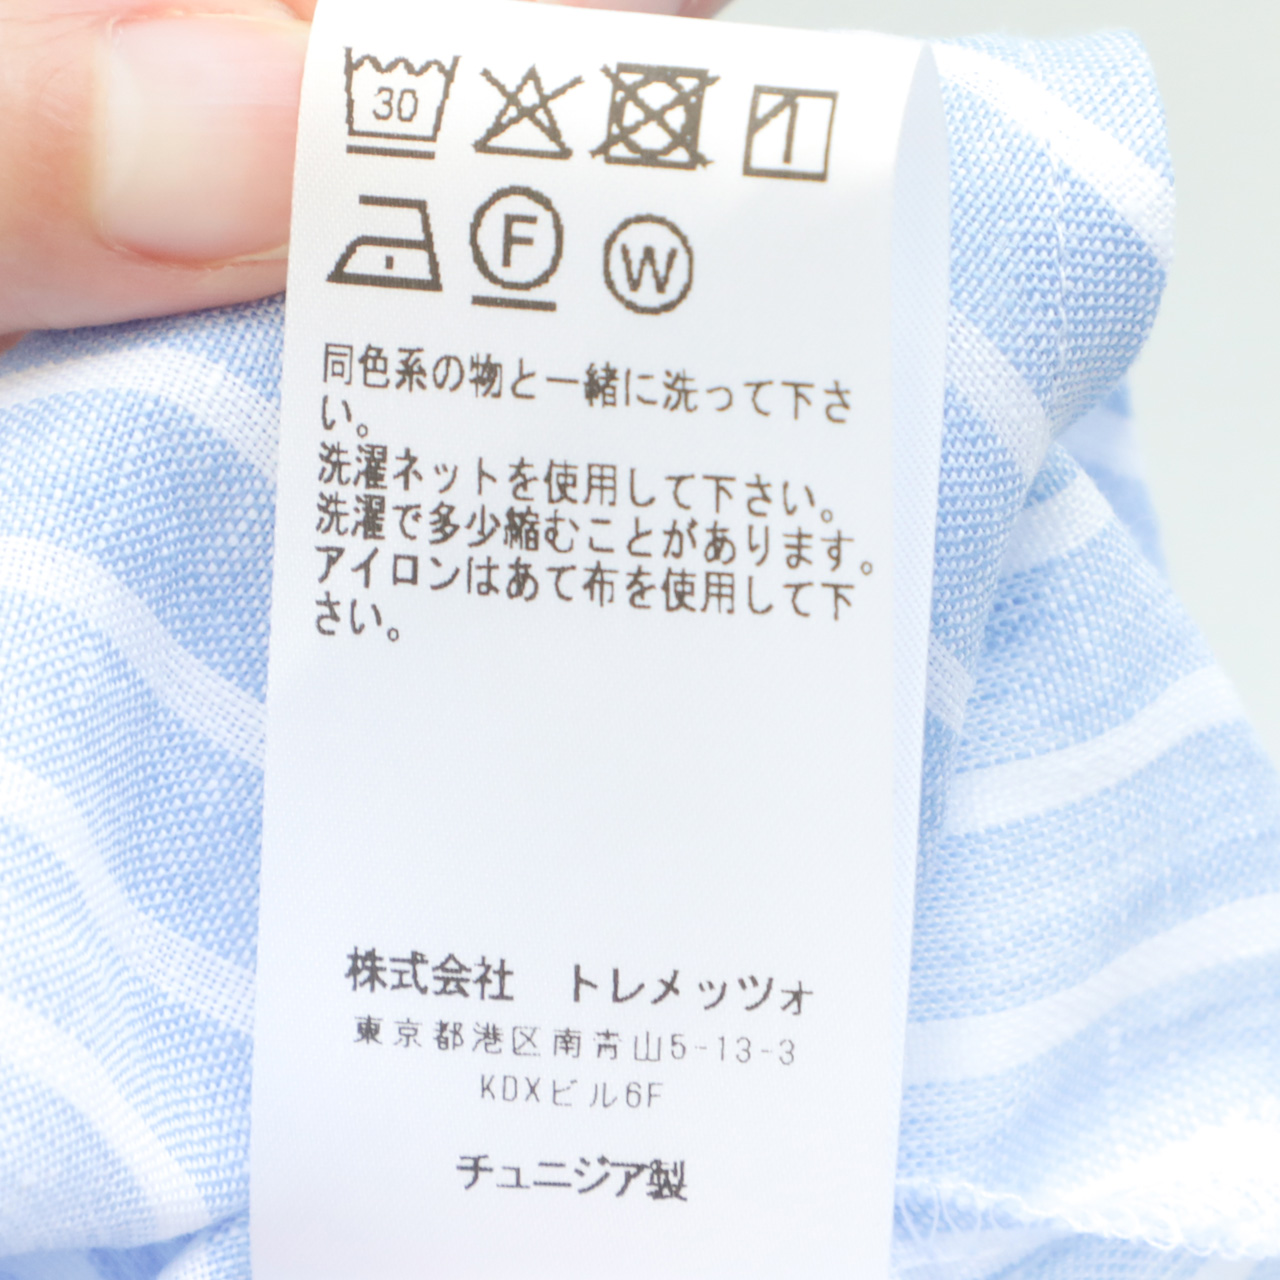 30
F W
同色系の物と一緒に洗って下さ
い。
洗濯ネットを使用して下さい。
洗濯で多少縮むことがあります。
アイロンはあて布を使用して下
さい。
株式会社 トレメッツォ
東京都港区南青山5-13-3
KDXビル6F
チュニジア製